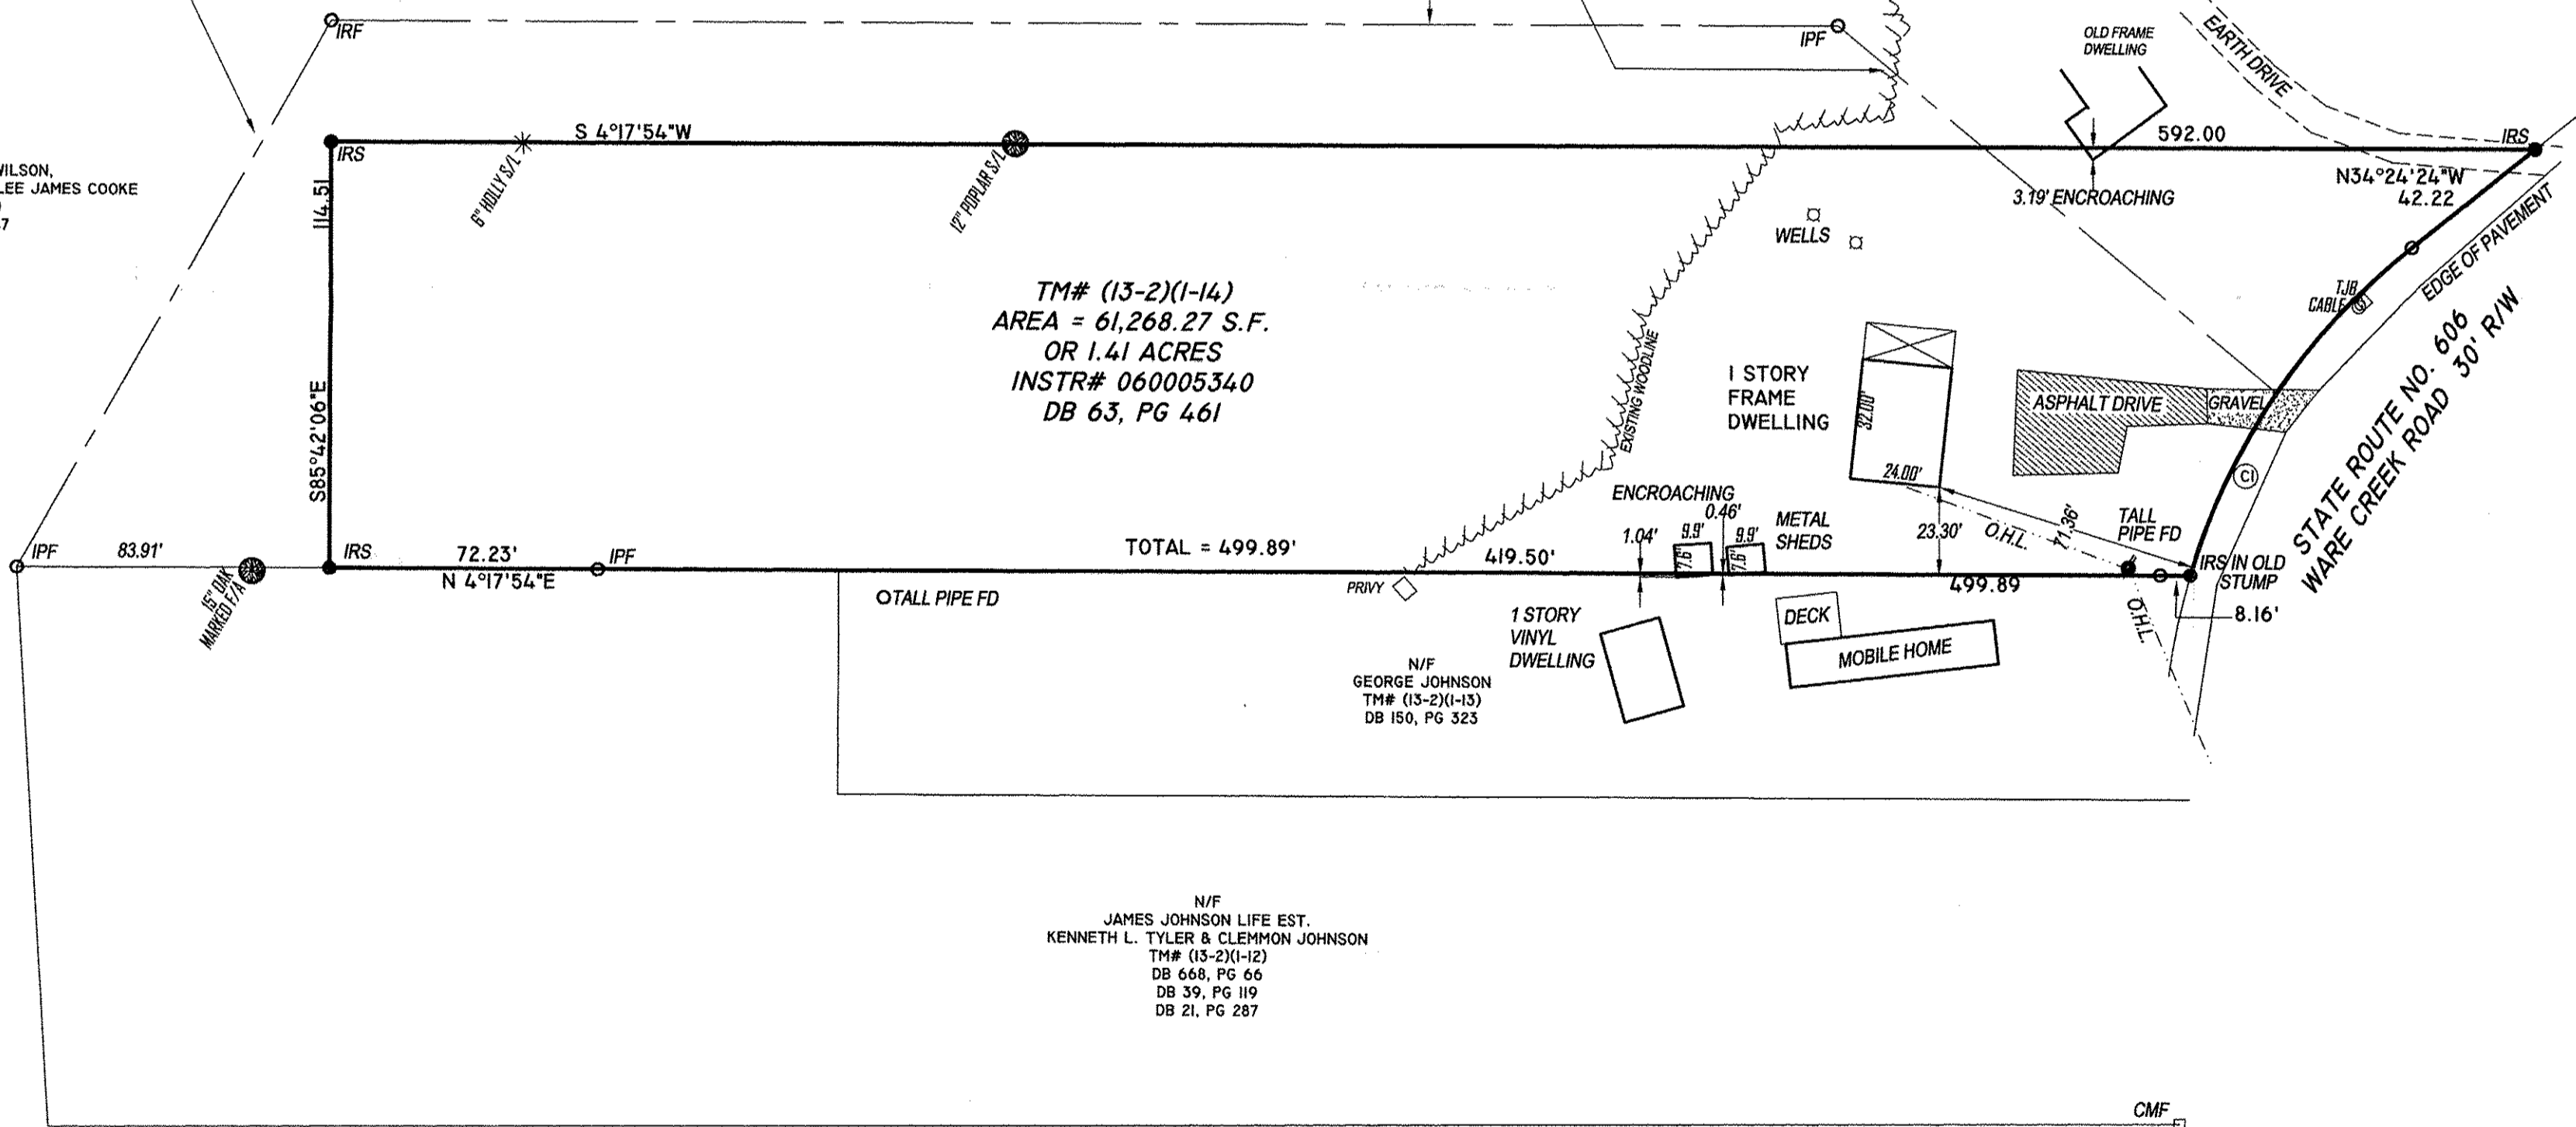 IRF
IPF
OLD FRAME
DWELLING
EARTH DRIVE
S 4°17'54"W
592.00
IRS
IRS
WILSON,
LEE JAMES COOKE
7
114.51
S85°42'06"E
6" HOLLY S/L
12" POPLAR S/L
3.19' ENCROACHING
N34°24'24"W
42.22
WELLS
EDGE OF PAVEMENT
TJB
CABLE
TM# (13-2)(1-14)
AREA = 61,268.27 S.F.
OR 1.41 ACRES
INSTR# 060005340
DB 63, PG 461
EXISTING WOODLINE
1 STORY
FRAME
DWELLING
32.00'
24.00'
ASPHALT DRIVE
GRAVEL
C1
STATE ROUTE NO. 606
WARE CREEK ROAD 30' R/W
ENCROACHING
1.04'
9.9'
0.46'
9.9'
7.6'
7.6'
METAL
SHEDS
23.30'
O.H.L.
71.36'
TALL
PIPE FD
IPF
83.91'
15" OAK
MARKED F/A
IRS
72.23'
N 4°17'54"E
IPF
TOTAL = 499.89'
419.50'
499.89
IRS IN OLD
STUMP
8.16'
O.H.L.
TALL PIPE FD
PRIVY
1 STORY
VINYL
DWELLING
DECK
MOBILE HOME
N/F
GEORGE JOHNSON
TM# (13-2)(1-13)
DB 150, PG 323
N/F
JAMES JOHNSON LIFE EST.
KENNETH L. TYLER & CLEMMON JOHNSON
TM# (13-2)(1-12)
DB 668, PG 66
DB 39, PG 119
DB 21, PG 287
CMF